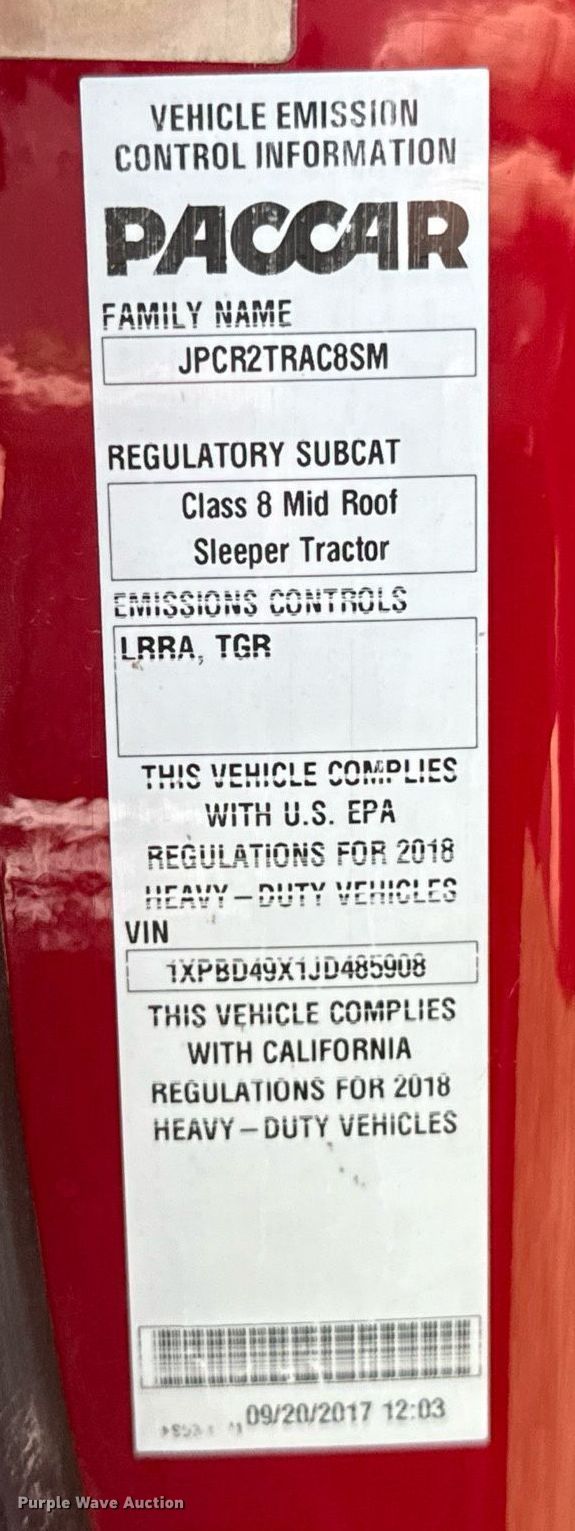 VEHICLE EMISSION
CONTROL INFORMATION
PACCAR
FAMILY NAME
JPCR2TRAC8SM
REGULATORY SUBCAT
Class 8 Mid Roof
Sleeper Tractor
EMISSIONS CONTROLS
LRRA, TGR
THIS VEHICLE COMPLIES
WITH U.S. EPA
REGULATIONS FOR 2018
HEAVY-DUTY VEHICLES
VIN
1XPBD49X1JD485908
THIS VEHICLE COMPLIES
WITH CALIFORNIA
REGULATIONS FOR 2018
HEAVY-DUTY VEHICLES
09/20/2017 12:03
Purple Wave Auction